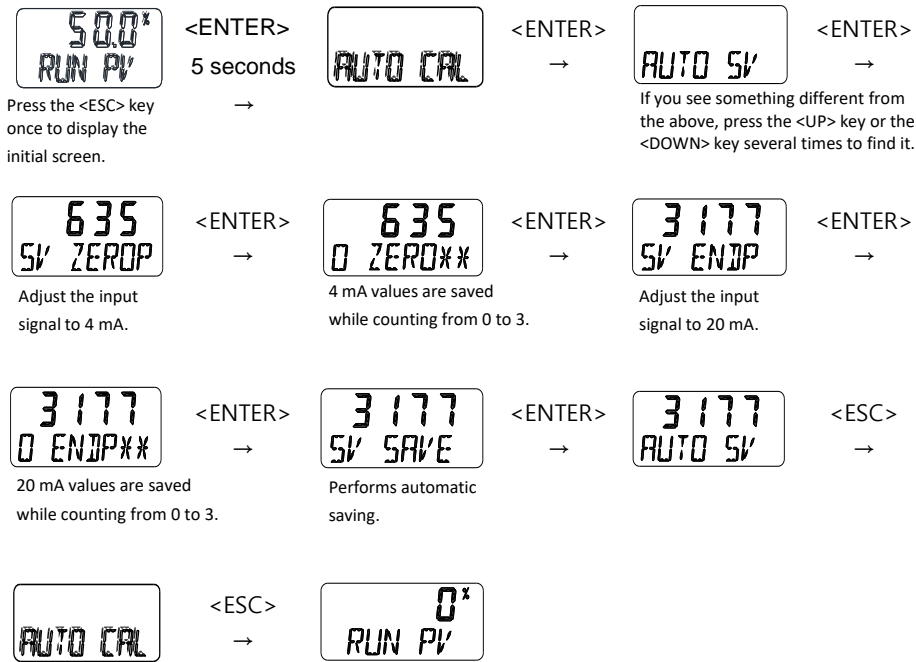 50.0%
RUN PV
<ENTER>
5 seconds
→
AUTO CAL
<ENTER>
→
AUTO SV
<ENTER>
→
Press the <ESC> key
once to display the
initial screen.
If you see something different from
the above, press the <UP> key or the
<DOWN> key several times to find it.
635
SV ZEROP
<ENTER>
→
635
0 ZERO**
<ENTER>
→
3177
SV ENDP
<ENTER>
→
Adjust the input
signal to 4 mA.
4 mA values are saved
while counting from 0 to 3.
Adjust the input
signal to 20 mA.
3177
0 ENDP**
<ENTER>
→
3177
SV SAVE
<ENTER>
→
3177
AUTO SV
<ESC>
→
20 mA values are saved
while counting from 0 to 3.
Performs automatic
saving.
AUTO CAL
<ESC>
→
0%
RUN PV